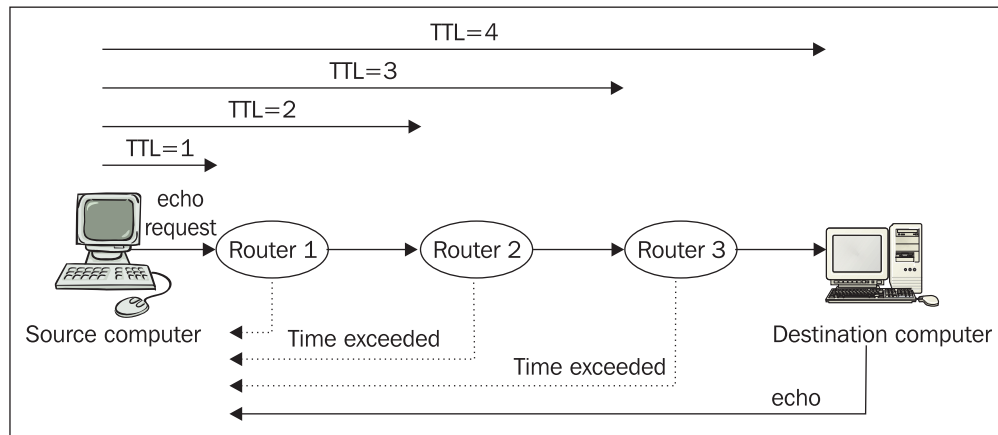 TTL=4
TTL=3
TTL=2
TTL=1
echo
request
Router 1
Router 2
Router 3
Source computer
Time exceeded
Destination computer
Time exceeded
echo